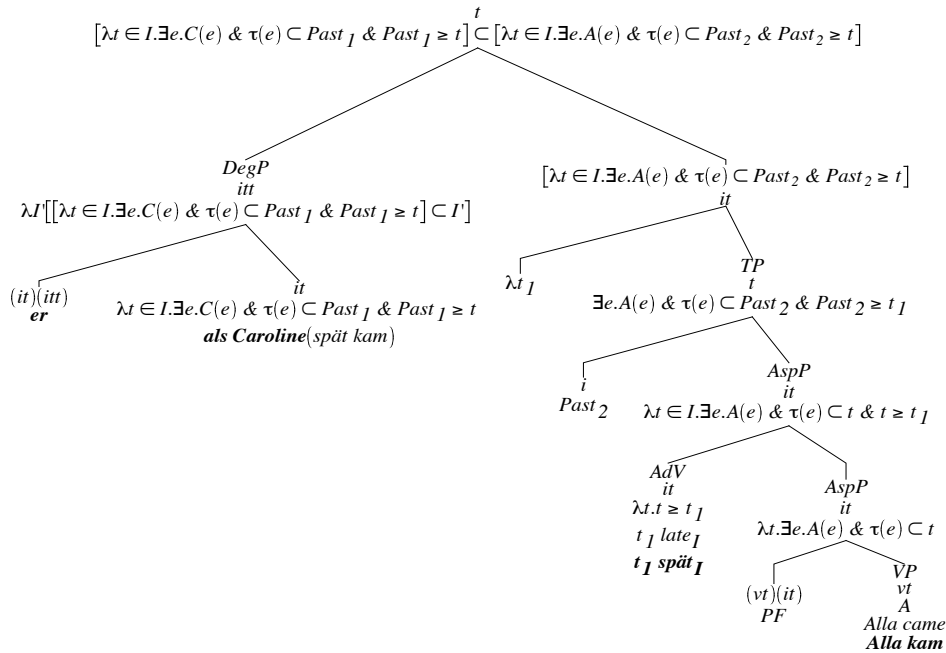 t
[λt ∈ I.∃e.C(e) & τ(e) ⊂ Past₁ & Past₁ ≥ t] ⊂ [λt ∈ I.∃e.A(e) & τ(e) ⊂ Past₂ & Past₂ ≥ t]
DegP
itt
λI'[[λt ∈ I.∃e.C(e) & τ(e) ⊂ Past₁ & Past₁ ≥ t] ⊂ I']
[λt ∈ I.∃e.A(e) & τ(e) ⊂ Past₂ & Past₂ ≥ t]
it
(it)(itt)
er
it
λt ∈ I.∃e.C(e) & τ(e) ⊂ Past₁ & Past₁ ≥ t
als Caroline(spät kam)
λt₁
TP
t
∃e.A(e) & τ(e) ⊂ Past₂ & Past₂ ≥ t₁
i
Past₂
AspP
it
λt ∈ I.∃e.A(e) & τ(e) ⊂ t & t ≥ t₁
AdV
it
λt.t ≥ t₁
t₁ late_I
t₁ spät_I
AspP
it
λt.∃e.A(e) & τ(e) ⊂ t
(vt)(it)
PF
VP
vt
A
Alla came
Alla kam